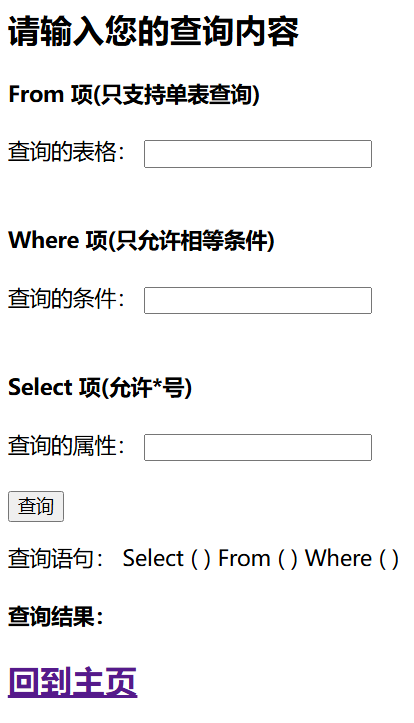 请输入您的查询内容
From 项(只支持单表查询)
查询的表格：
Where 项(只允许相等条件)
查询的条件：
Select 项(允许*号)
查询的属性：
查询
查询语句： Select ( ) From ( ) Where ( )
查询结果：
回到主页